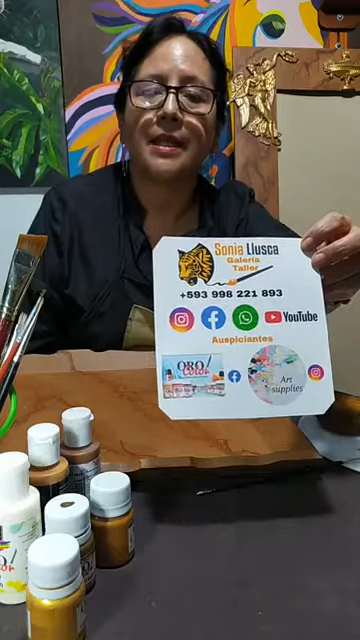 Sonia Llusca
Galería
Taller
+593 998 221 893
YouTube
Auspiciantes
ORO
Color
Art
supplies